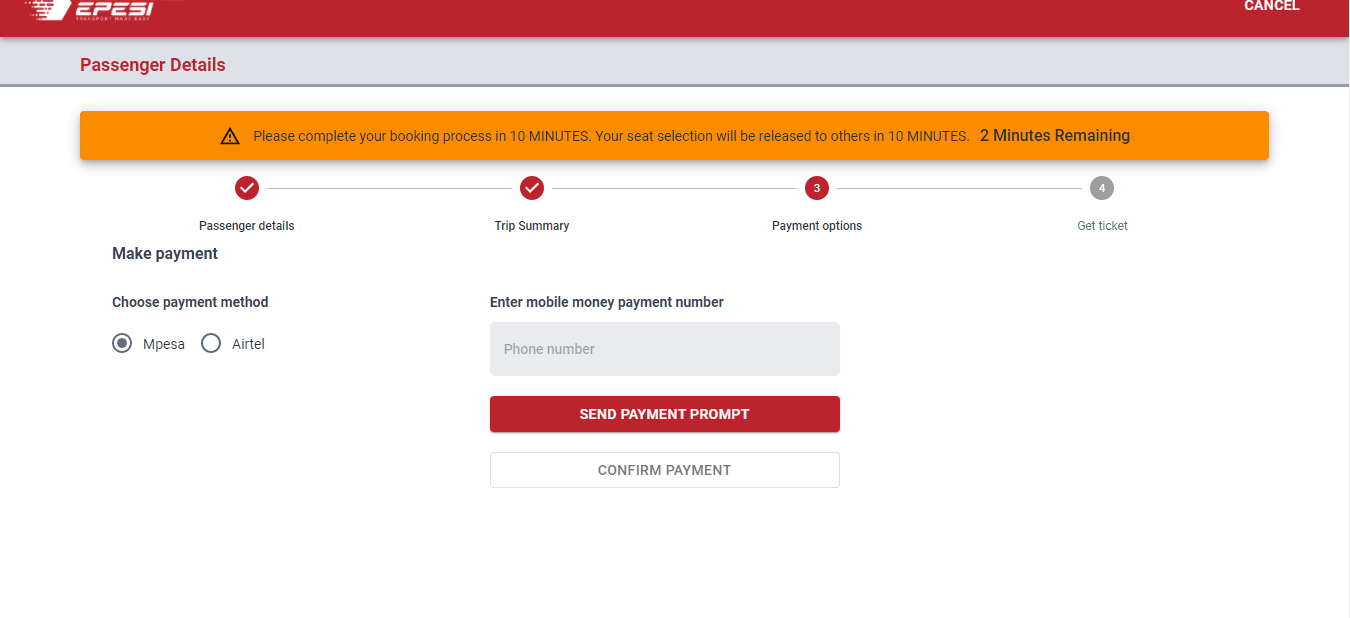 EPESI
TRANSPORT MADE EASY
CANCEL
Passenger Details
Please complete your booking process in 10 MINUTES. Your seat selection will be released to others in 10 MINUTES. 2 Minutes Remaining
3
4
Passenger details
Trip Summary
Payment options
Get ticket
Make payment
Choose payment method
Enter mobile money payment number
Mpesa
Airtel
Phone number
SEND PAYMENT PROMPT
CONFIRM PAYMENT